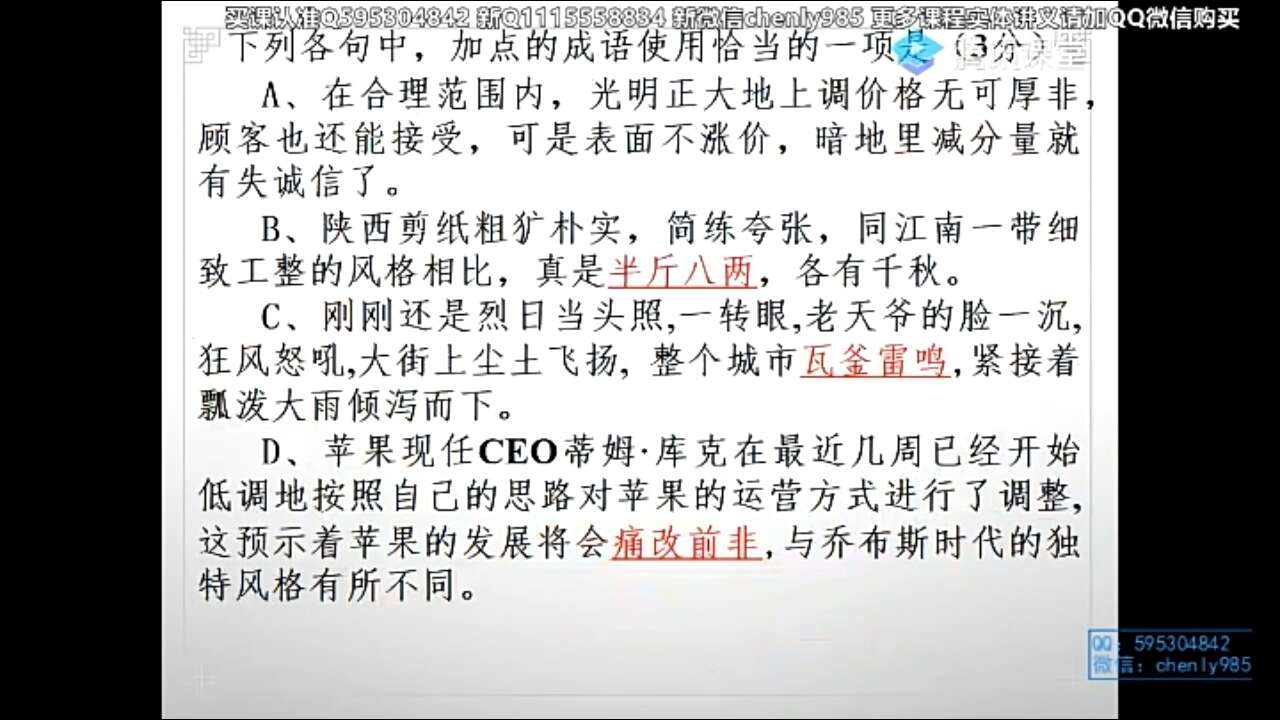 买课认准Q595304842 新Q1115558834 新微信chenly985 更多课程实体讲义请加QQ微信购买
下列各句中，加点的成语使用恰当的一项是（3分）
腾讯课堂
A、在合理范围内，光明正大地上调价格无可厚非，
顾客也还能接受，可是表面不涨价，暗地里减分量就
有失诚信了。
B、陕西剪纸粗犷朴实，简练夸张，同江南一带细
致工整的风格相比，真是半斤八两，各有千秋。
C、刚刚还是烈日当头照,一转眼,老天爷的脸一沉,
狂风怒吼,大街上尘土飞扬, 整个城市瓦釜雷鸣,紧接着
瓢泼大雨倾泻而下。
D、苹果现任CEO蒂姆·库克在最近几周已经开始
低调地按照自己的思路对苹果的运营方式进行了调整,
这预示着苹果的发展将会痛改前非,与乔布斯时代的独
特风格有所不同。
QQ：595304842
微信：chenly985